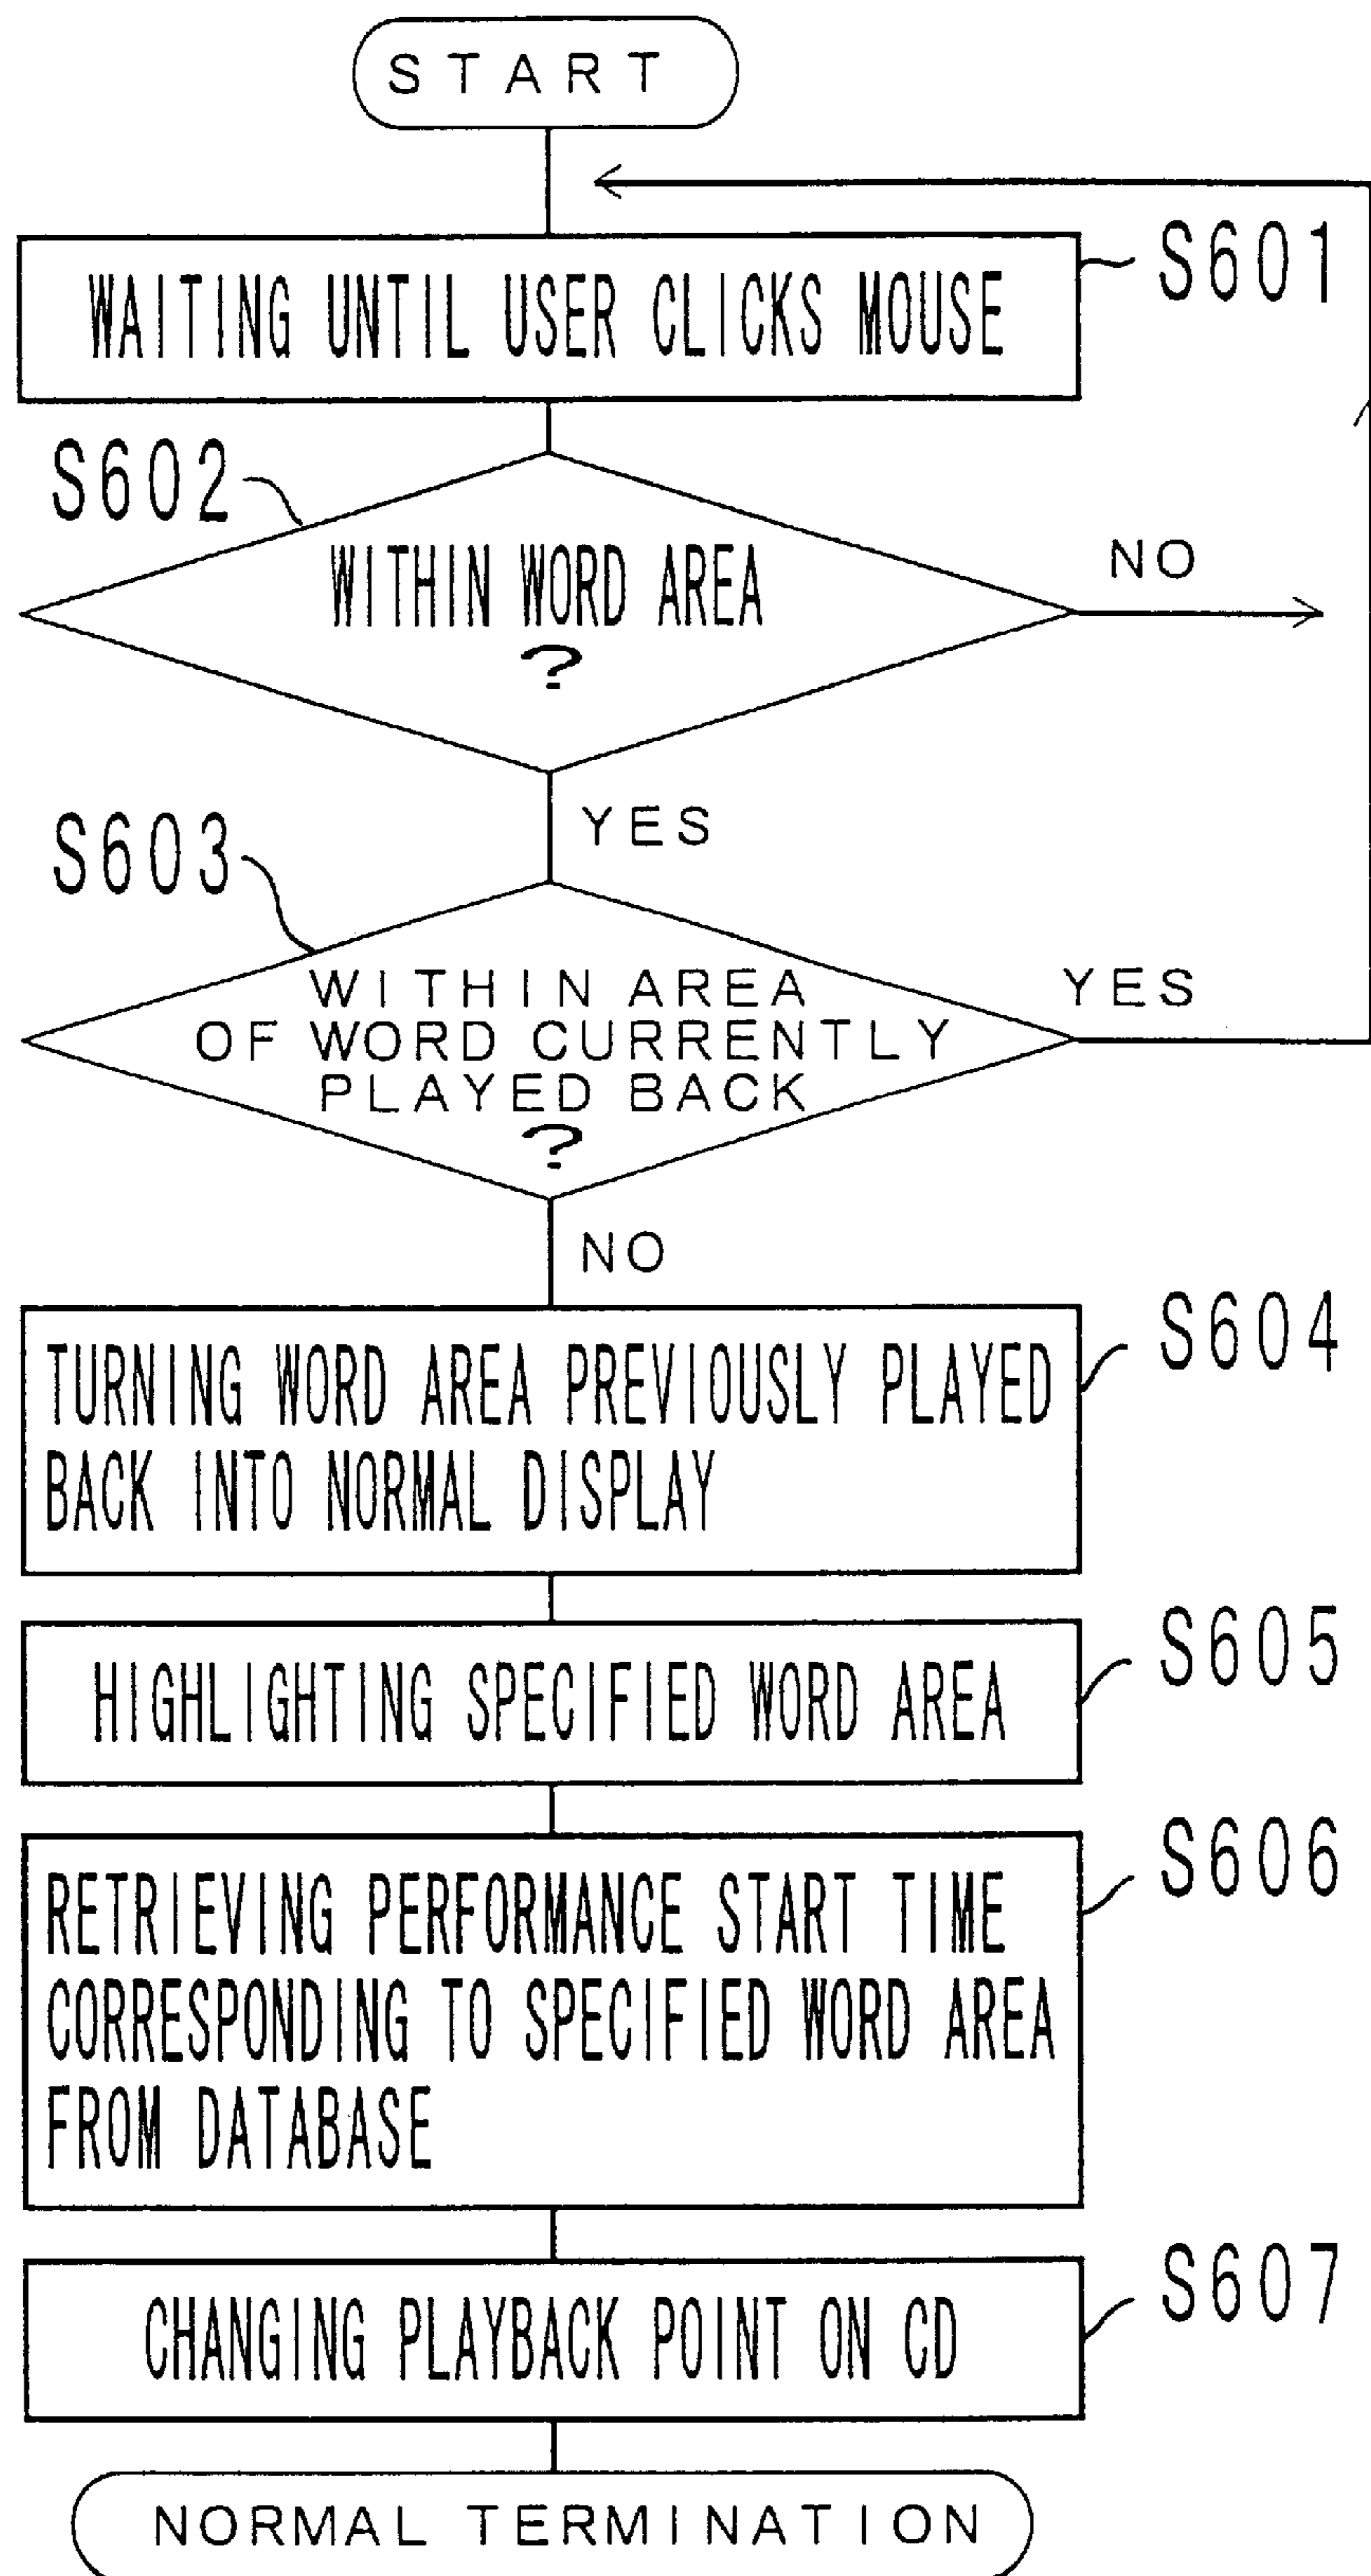 START
WAITING UNTIL USER CLICKS MOUSE
S601
S602
WITHIN WORD AREA
?
NO
YES
S603
WITHIN AREA
OF WORD CURRENTLY
PLAYED BACK
?
YES
NO
S604
TURNING WORD AREA PREVIOUSLY PLAYED
BACK INTO NORMAL DISPLAY
S605
HIGHLIGHTING SPECIFIED WORD AREA
S606
RETRIEVING PERFORMANCE START TIME
CORRESPONDING TO SPECIFIED WORD AREA
FROM DATABASE
S607
CHANGING PLAYBACK POINT ON CD
NORMAL TERMINATION